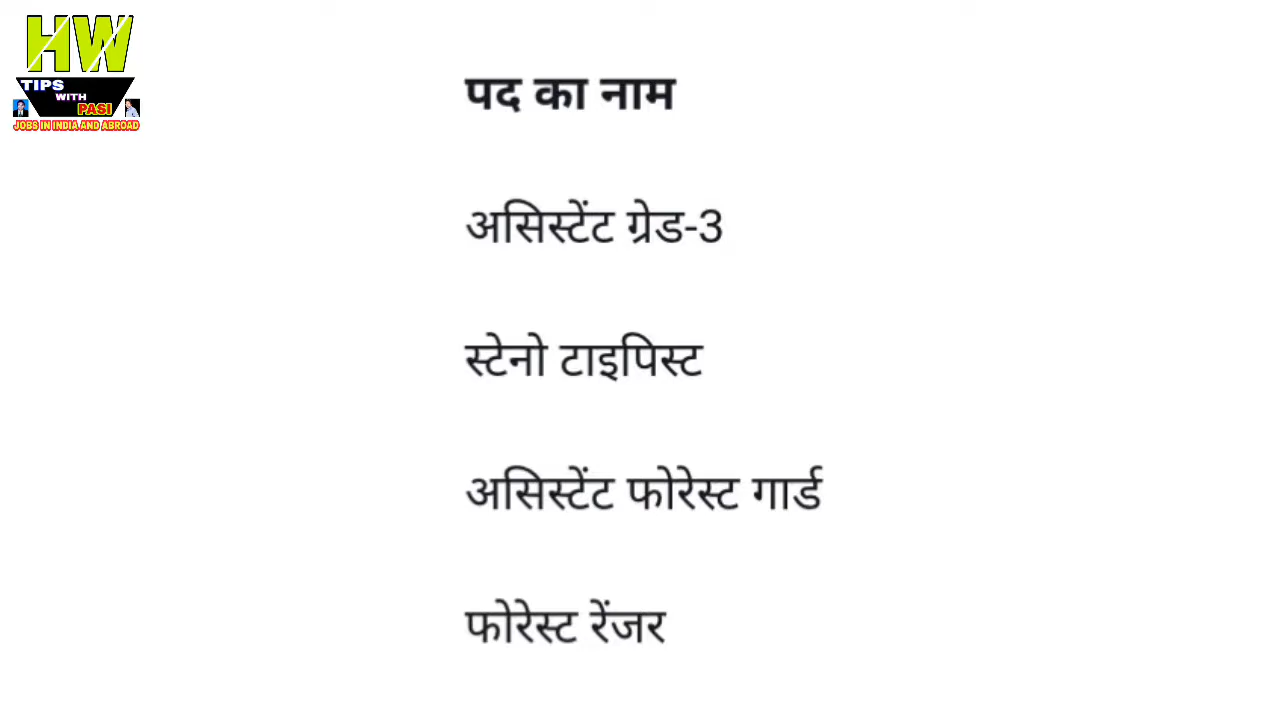 HW
TIPS
WITH
PASI
JOBS IN INDIA AND ABROAD
पद का नाम
असिस्टेंट ग्रेड-3
स्टेनो टाइपिस्ट
असिस्टेंट फोरेस्ट गार्ड
फोरेस्ट रेंजर